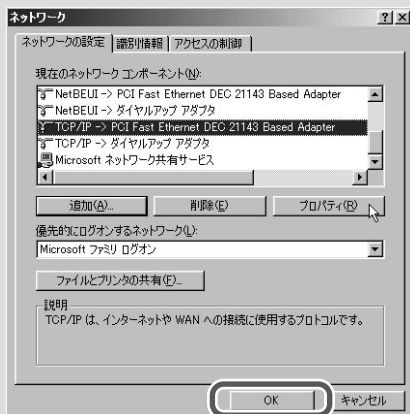 ネットワーク
ネットワークの設定 識別情報 アクセスの制御
現在のネットワーク コンポーネント(N):
NetBEUI -> PCI Fast Ethernet DEC 21143 Based Adapter
NetBEUI -> ダイヤルアップ アダプタ
TCP/IP -> PCI Fast Ethernet DEC 21143 Based Adapter
TCP/IP -> ダイヤルアップ アダプタ
Microsoft ネットワーク共有サービス
追加(A)... 削除(E) プロパティ(R)
優先的にログオンするネットワーク(L):
Microsoft ファミリ ログオン
ファイルとプリンタの共有(F)...
説明
TCP/IP は、インターネットや WAN への接続に使用するプロトコルです。
OK キャンセル